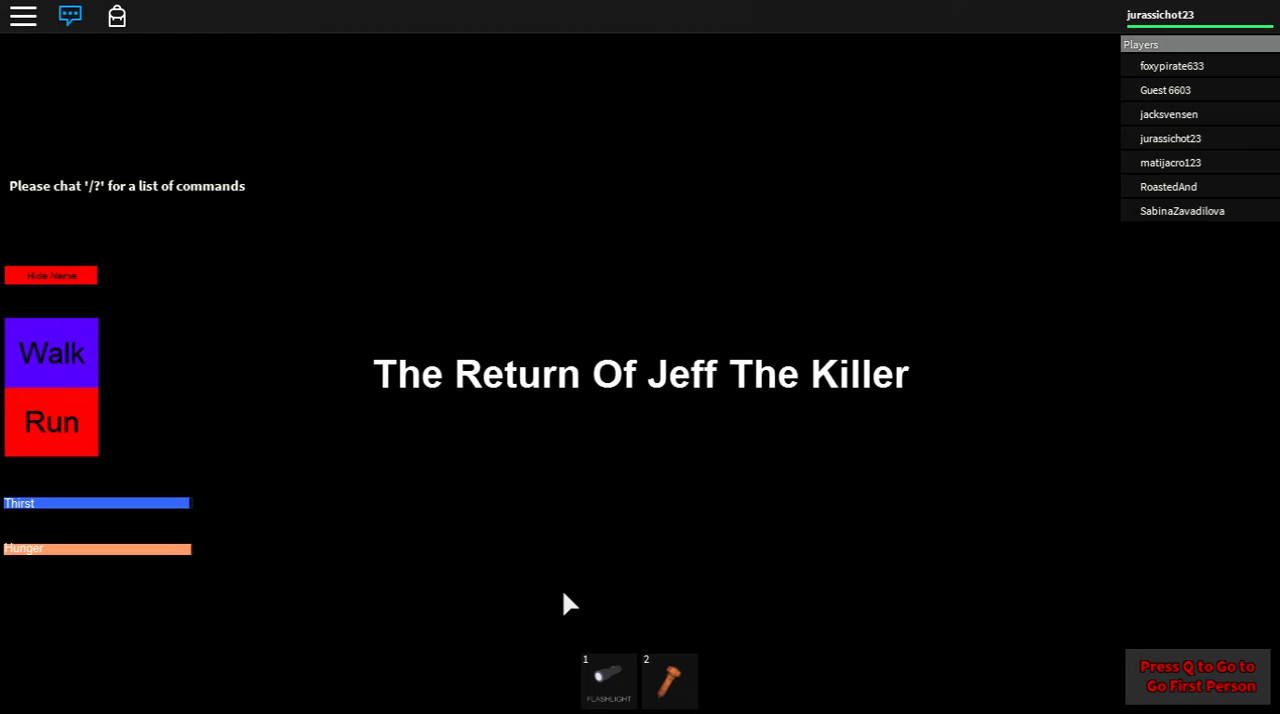 jurassichot23
Players
foxypirate633
Guest 6603
jacksvensen
jurassichot23
matijacro123
RoastedAnd
SabinaZavadilova
Please chat '/?' for a list of commands
Hide Name
Walk
Run
The Return Of Jeff The Killer
Thirst
Hunger
1
FLASHLIGHT
2
Press Q to Go to
Go First Person